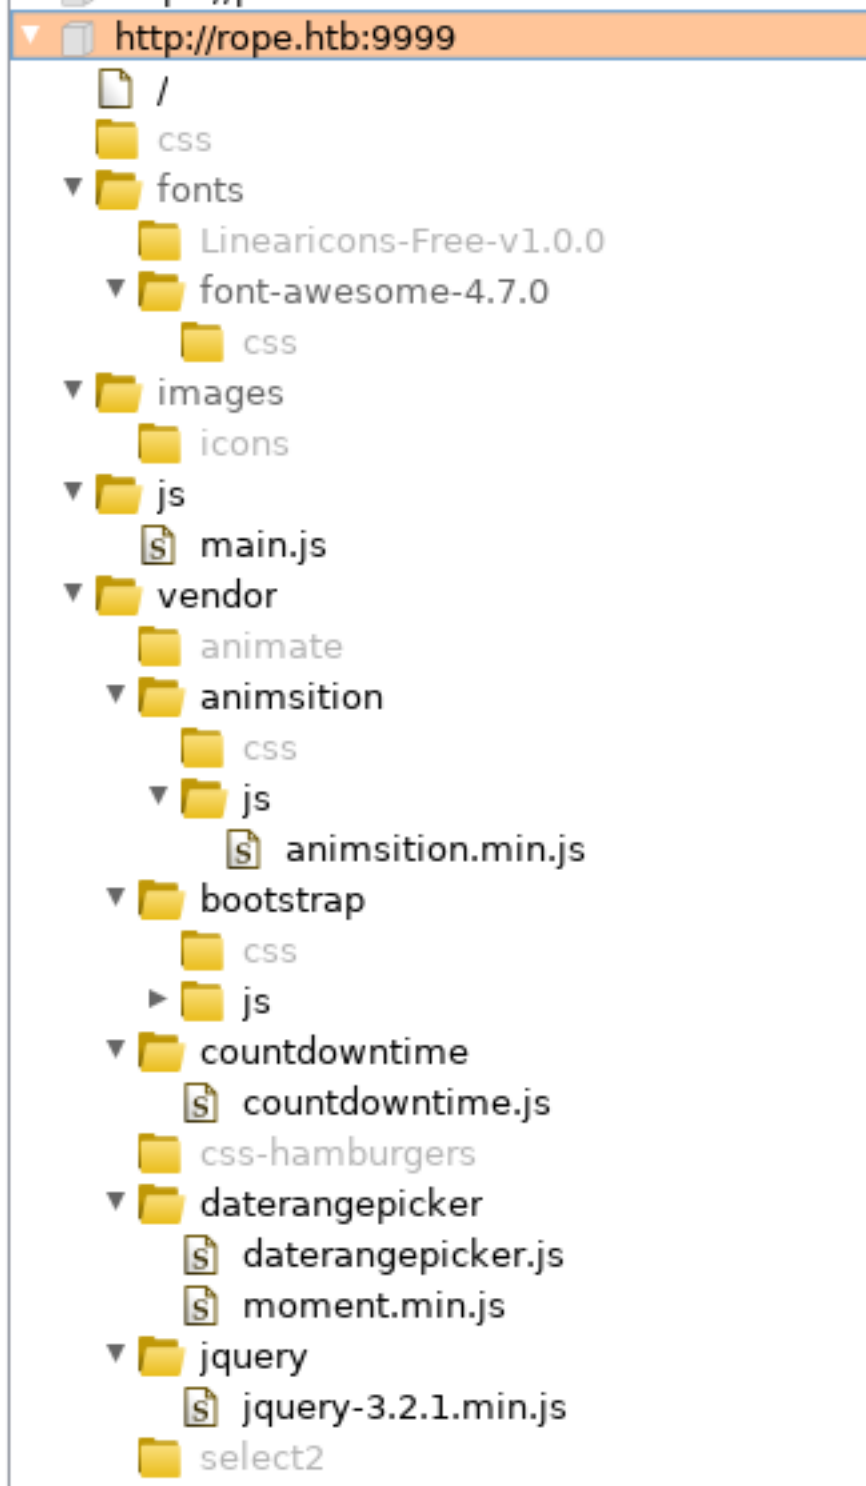 http://rope.htb:9999
/
css
fonts
Linearicons-Free-v1.0.0
font-awesome-4.7.0
css
images
icons
js
main.js
vendor
animate
animsition
css
js
animsition.min.js
bootstrap
css
js
countdowntime
countdowntime.js
css-hamburgers
daterangepicker
daterangepicker.js
moment.min.js
jquery
jquery-3.2.1.min.js
select2